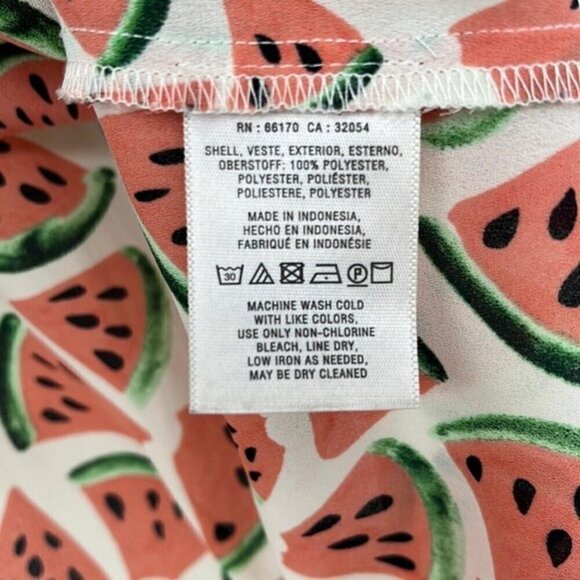 RN : 66170 CA : 32054
SHELL, VESTE, EXTERIOR, ESTERNO,
OBERSTOFF: 100% POLYESTER,
POLYESTER, POLIÉSTER,
POLIESTERE, POLYESTER
MADE IN INDONESIA,
HECHO EN INDONESIA,
FABRIQUÉ EN INDONÉSIE
30 P
MACHINE WASH COLD
WITH LIKE COLORS,
USE ONLY NON-CHLORINE
BLEACH, LINE DRY,
LOW IRON AS NEEDED,
MAY BE DRY CLEANED